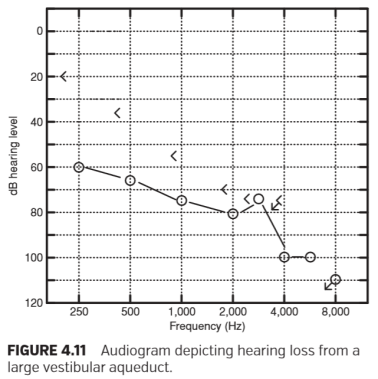 0
20
40
60
80
100
120
dB hearing level
250 500 1,000 2,000 4,000 8,000
Frequency (Hz)
FIGURE 4.11 Audiogram depicting hearing loss from a
large vestibular aqueduct.